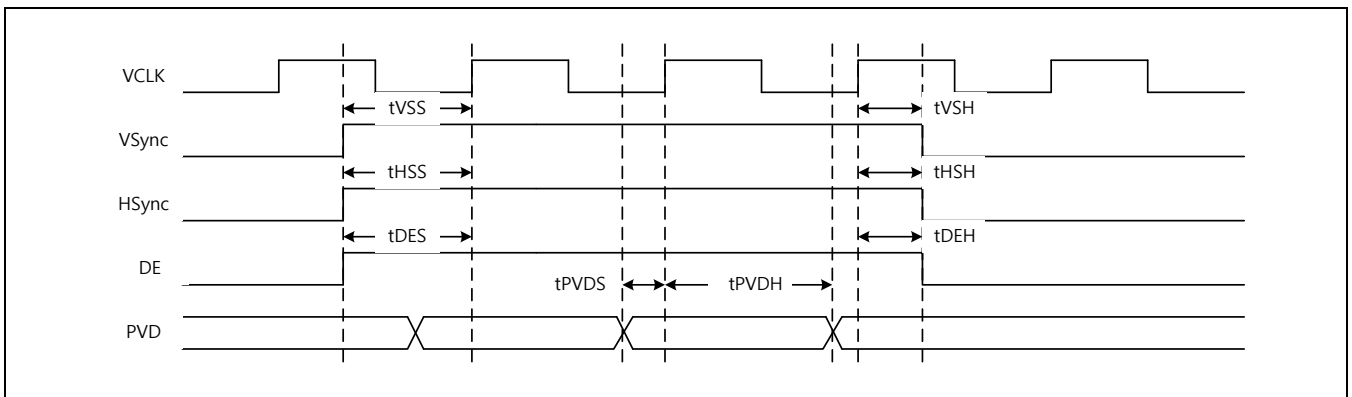 VCLK
tVSS tVSH
VSync
tHSS tHSH
HSync
tDES tDEH
DE
tPVDS tPVDH
PVD